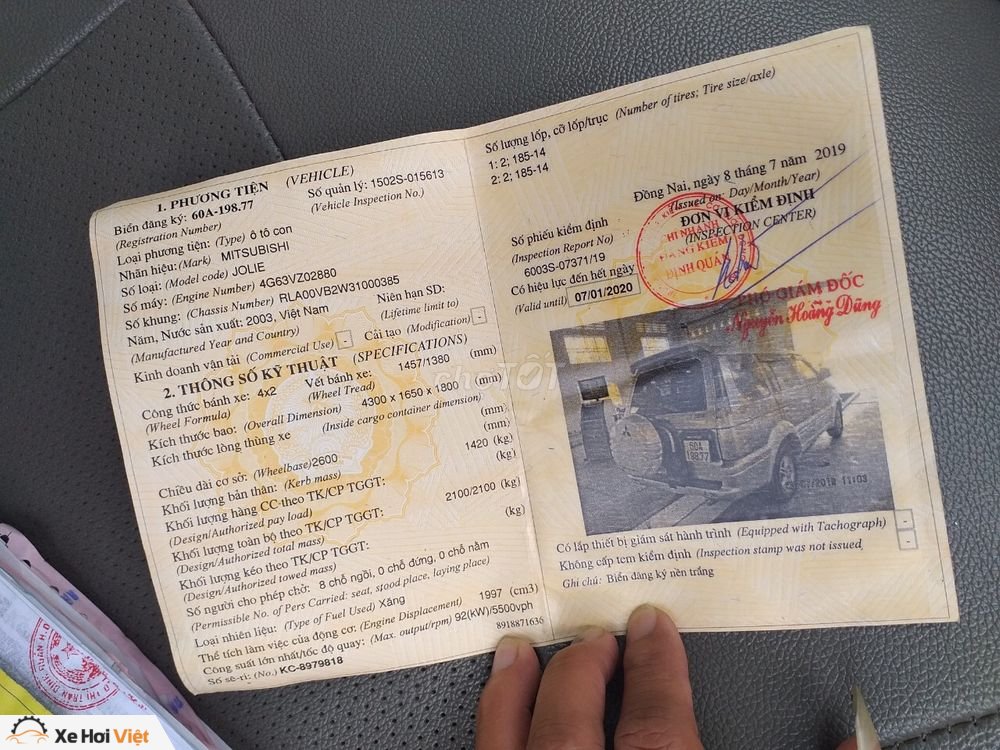 1. PHƯƠNG TIỆN (VEHICLE)
Biển đăng ký: 60A-198.77 Số quản lý: 1502S-015613
(Registration Number) (Vehicle Inspection No.)
Loại phương tiện: (Type) ô tô con
Nhãn hiệu: (Mark) MITSUBISHI
Số loại: (Model code) JOLIE
Số máy: (Engine Number) 4G63VZ02880
Số khung: (Chassis Number) RLA00VB2W31000385
Năm, Nước sản xuất: 2003, Việt Nam Niên hạn SD:
(Manufactured Year and Country) (Lifetime limit to)
Kinh doanh vận tải (Commercial Use) - Cải tạo (Modification) -
2. THÔNG SỐ KỸ THUẬT (SPECIFICATIONS)
Công thức bánh xe: 4x2 Vết bánh xe: 1457/1380 (mm)
(Wheel Formula) (Wheel Tread)
Kích thước bao: (Overall Dimension) 4300 x 1650 x 1800 (mm)
Kích thước lòng thùng xe (Inside cargo container dimension)
(mm)
Chiều dài cơ sở: (Wheelbase) 2600 (mm)
Khối lượng bản thân: (Kerb mass) 1420 (kg)
Khối lượng hàng CC-theo TK/CP TGGT: (kg)
(Design/Authorized pay load)
Khối lượng toàn bộ theo TK/CP TGGT: 2100/2100 (kg)
(Design/Authorized total mass)
Khối lượng kéo theo TK/CP TGGT: (kg)
(Design/Authorized towed mass)
Số người cho phép chở: 8 chỗ ngồi, 0 chỗ đứng, 0 chỗ nằm
(Permissible No. of Pers Carried: seat, stood place, laying place)
Loại nhiên liệu: (Type of Fuel Used) Xăng
Thể tích làm việc của động cơ: (Engine Displacement) 1997 (cm3)
Công suất lớn nhất/tốc độ quay: (Max. output/rpm) 92(kW)/5500vph
Số sê-ri: (No.) KC-8979818 8918871636
Số lượng lốp, cỡ lốp/trục (Number of tires; Tire size/axle)
1: 2; 185-14
2: 2; 185-14
Đồng Nai, ngày 8 tháng 7 năm 2019
(Issued on: Day/Month/Year)
Số phiếu kiểm định ĐƠN VỊ KIỂM ĐỊNH
(Inspection Report No) (INSPECTION CENTER)
6003S-07371/19
Có hiệu lực đến hết ngày
(Valid until) 07/01/2020
HI NHÁNH
ĐĂNG KIỂM
ĐỊNH QUÁN
PHÓ GIÁM ĐỐC
Nguyễn Hoàng Dũng
chợTỐT
60A
198.77
07/2019 11:03
Có lắp thiết bị giám sát hành trình (Equipped with Tachograph) -
Không cấp tem kiểm định (Inspection stamp was not issued -
Ghi chú: Biển đăng ký nền trắng
Xe Hơi Việt